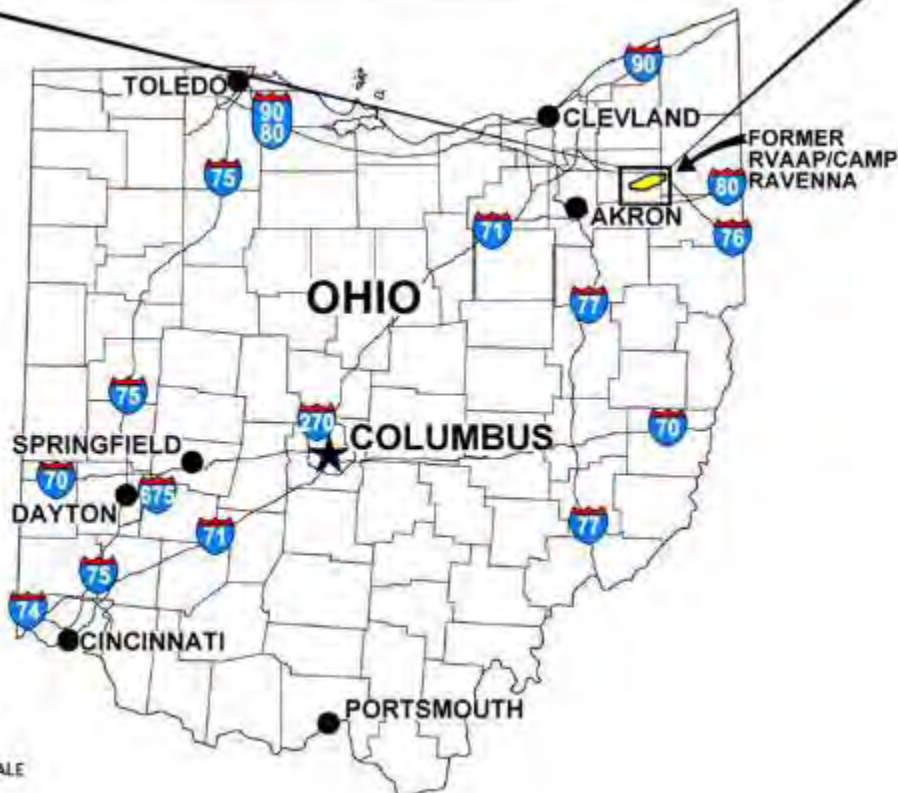 90
TOLEDO
90
80
CLEVLAND
FORMER
RVAAP/CAMP
RAVENNA
75
80
AKRON
71
76
OHIO
77
75
270
COLUMBUS
70
SPRINGFIELD
70
675
DAYTON
71
77
75
74
CINCINNATI
PORTSMOUTH
ALE